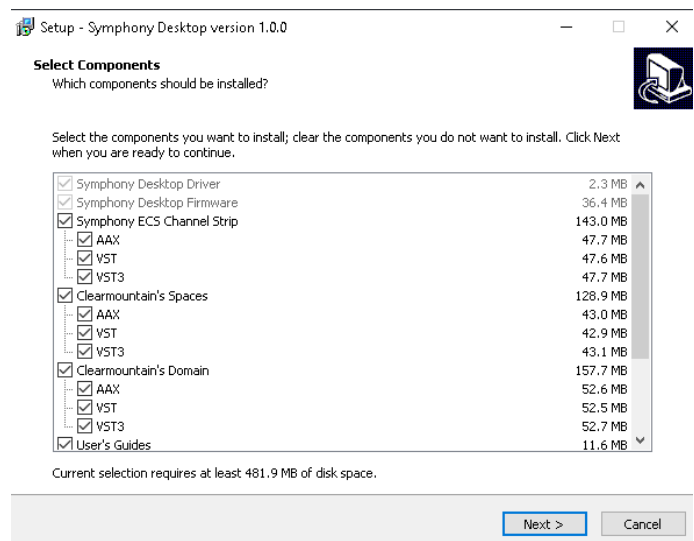 Setup - Symphony Desktop version 1.0.0
Select Components
Which components should be installed?
Select the components you want to install; clear the components you do not want to install. Click Next
when you are ready to continue.
Symphony Desktop Driver 2.3 MB
Symphony Desktop Firmware 36.4 MB
Symphony ECS Channel Strip 143.0 MB
AAX 47.7 MB
VST 47.6 MB
VST3 47.7 MB
Clearmountain's Spaces 128.9 MB
AAX 43.0 MB
VST 42.9 MB
VST3 43.1 MB
Clearmountain's Domain 157.7 MB
AAX 52.6 MB
VST 52.5 MB
VST3 52.7 MB
User's Guides 11.6 MB
Current selection requires at least 481.9 MB of disk space.
Next > Cancel